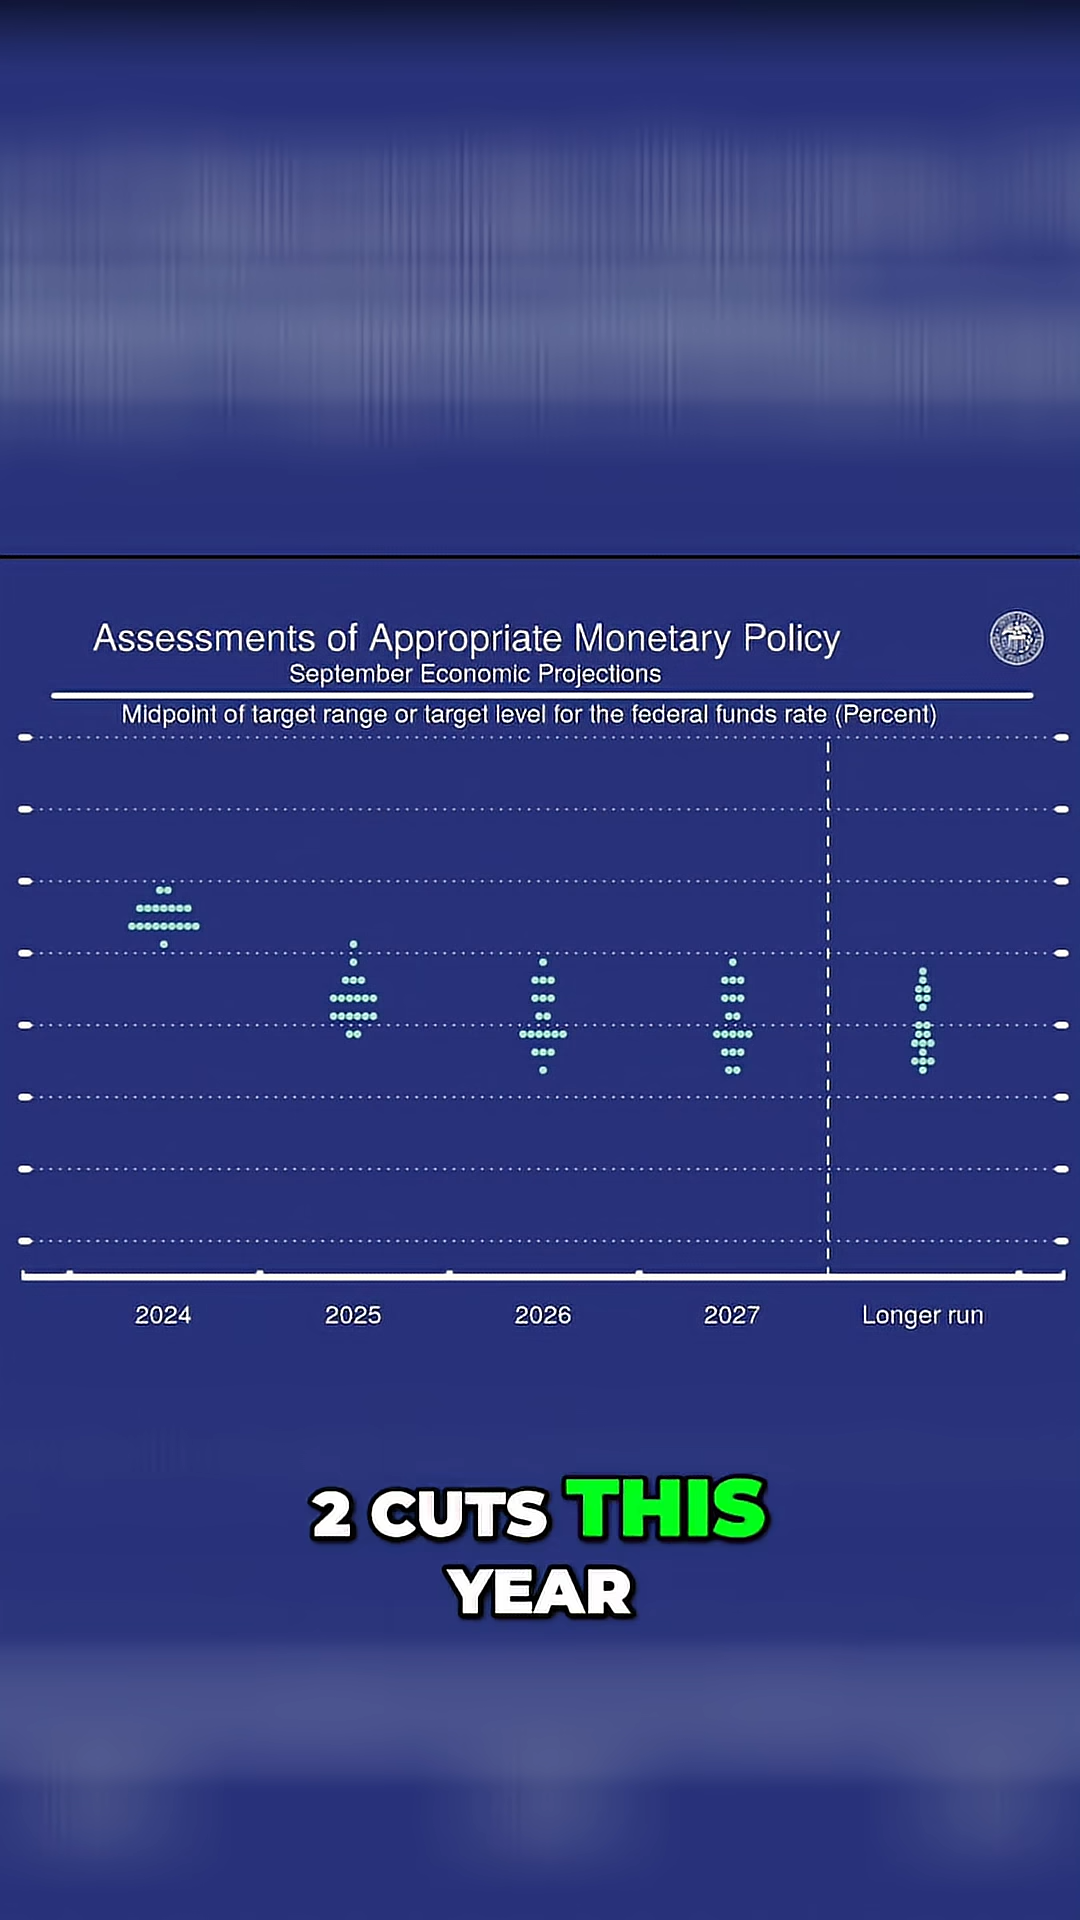 Assessments of Appropriate Monetary Policy
September Economic Projections
Midpoint of target range or target level for the federal funds rate (Percent)
2024 2025 2026 2027 Longer run
2 CUTS THIS
YEAR